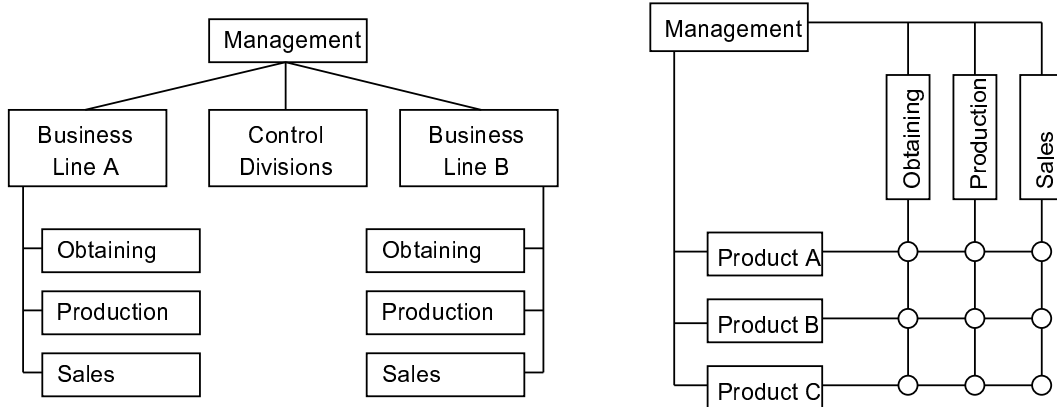 Management
Business
Line A
Control
Divisions
Business
Line B
Obtaining
Production
Sales
Obtaining
Production
Sales
Management
Obtaining
Production
Sales
Product A
Product B
Product C